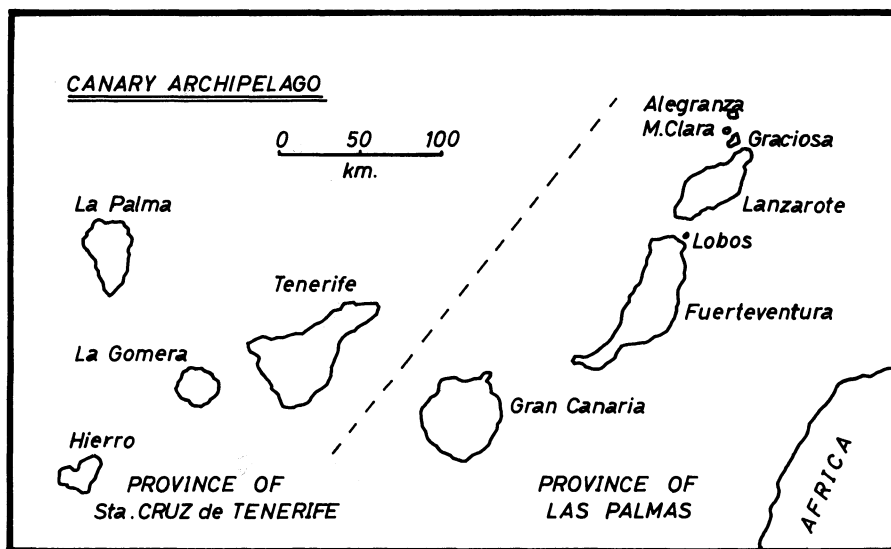 CANARY ARCHIPELAGO
0 50 100
km.
Alegranza
M.Clara
Graciosa
Lanzarote
Lobos
Fuerteventura
La Palma
Tenerife
La Gomera
Gran Canaria
Hierro
PROVINCE OF
Sta. CRUZ de TENERIFE
PROVINCE OF
LAS PALMAS
AFRICA